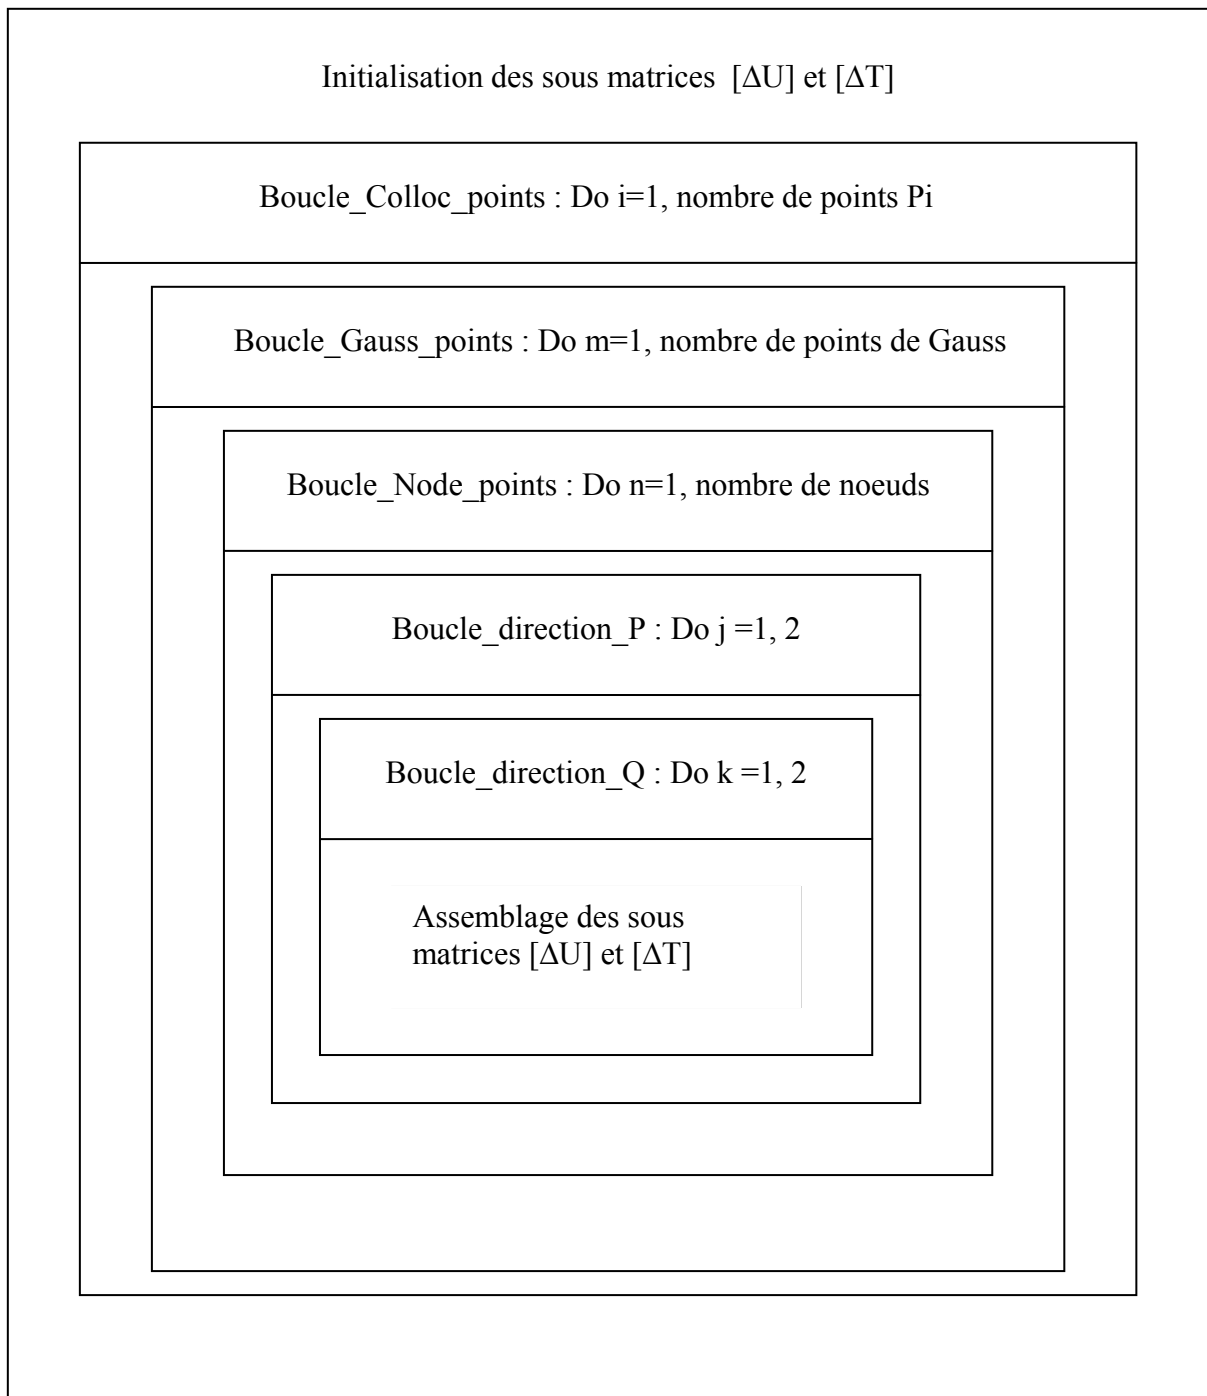 Initialisation des sous matrices [ΔU] et [ΔT]
Boucle_Colloc_points : Do i=1, nombre de points Pi
Boucle_Gauss_points : Do m=1, nombre de points de Gauss
Boucle_Node_points : Do n=1, nombre de noeuds
Boucle_direction_P : Do j =1, 2
Boucle_direction_Q : Do k =1, 2
Assemblage des sous
matrices [ΔU] et [ΔT]